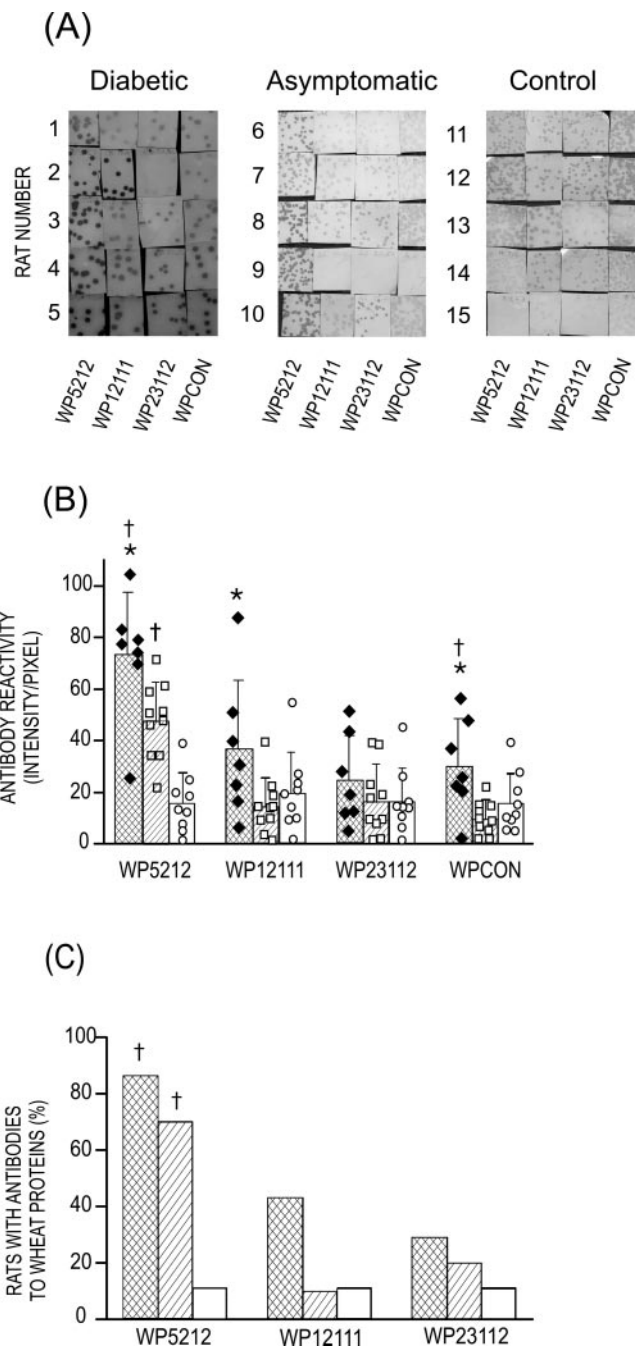 (A)
Diabetic Asymptomatic Control
RAT NUMBER
1 6 11
2 7 12
3 8 13
4 9 14
5 10 15
WP5212 WP12111 WP23112 WPCON WP5212 WP12111 WP23112 WPCON WP5212 WP12111 WP23112 WPCON
(B)
ANTIBODY REACTIVITY
(INTENSITY/PIXEL)
† 
* † * † *
100
80
60
40
20
0
WP5212 WP12111 WP23112 WPCON
(C)
RATS WITH ANTIBODIES
TO WHEAT PROTEINS (%)
† †
100
80
60
40
20
0
WP5212 WP12111 WP23112